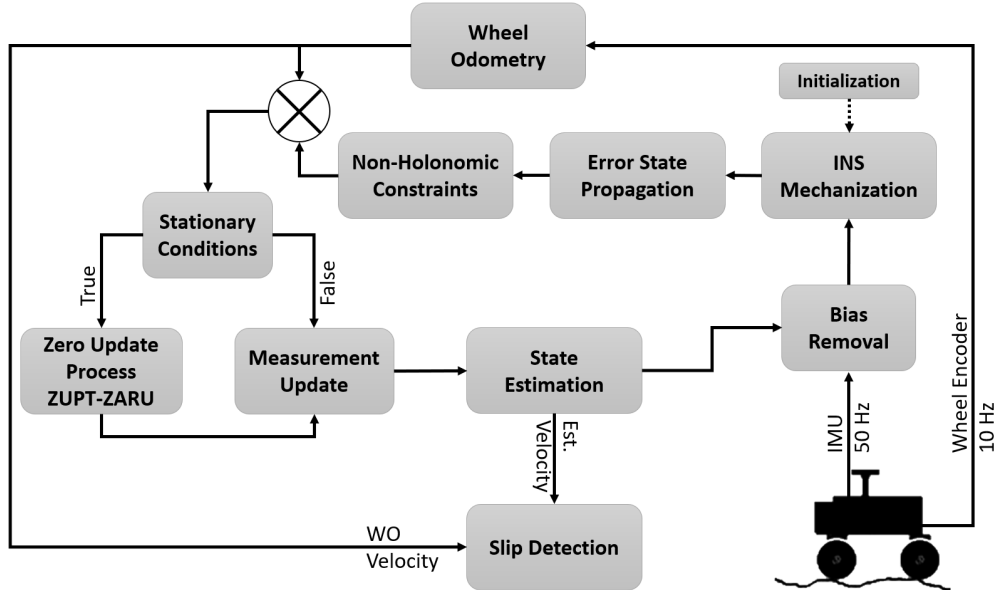 Wheel
Odometry
Initialization
Non-Holonomic
Constraints
Error State
Propagation
INS
Mechanization
Stationary
Conditions
True
False
Zero Update
Process
ZUPT-ZARU
Measurement
Update
State
Estimation
Bias
Removal
Est.
Velocity
IMU
50 Hz
Wheel Encoder
10 Hz
WO
Velocity
Slip Detection